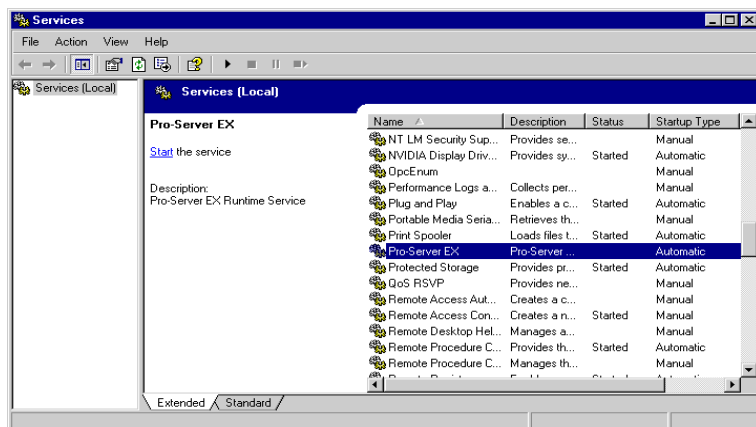 Services
File Action View Help
Services (Local)
Services (Local)
Pro-Server EX
Start the service
Description:
Pro-Server EX Runtime Service
Name Description Status Startup Type
NT LM Security Sup... Provides se... Manual
NVIDIA Display Driv... Provides sy... Started Automatic
OpcEnum Manual
Performance Logs a... Collects per... Manual
Plug and Play Enables a c... Started Automatic
Portable Media Seria... Retrieves th... Manual
Print Spooler Loads files t... Started Automatic
Pro-Server EX Pro-Server ... Automatic
Protected Storage Provides pr... Started Automatic
QoS RSVP Provides ne... Manual
Remote Access Aut... Creates a c... Manual
Remote Access Con... Creates a n... Started Manual
Remote Desktop Hel... Manages a... Manual
Remote Procedure C... Provides th... Started Automatic
Remote Procedure C... Manages th... Manual
Extended Standard